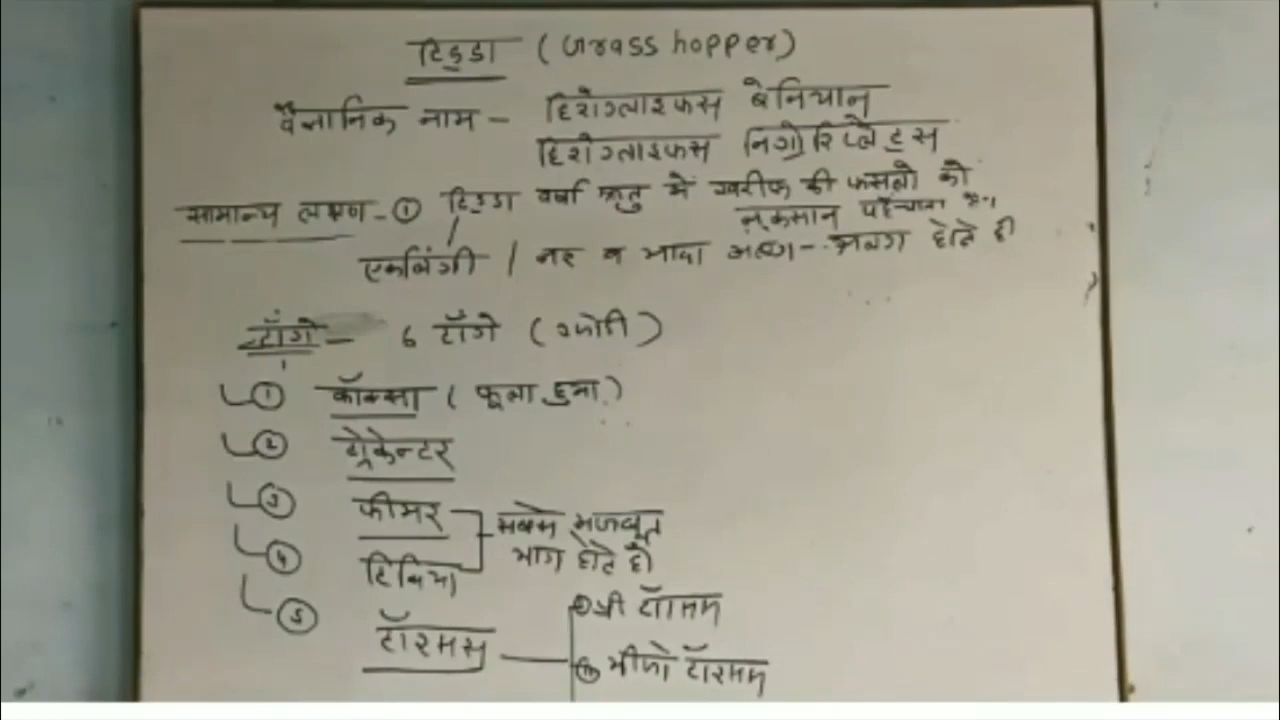 टिड्डा (Grass hopper)
वैज्ञानिक नाम - हिरोग्लाइफस बेनियान
हिरोग्लाइफस निग्रोरिप्लेट्स
सामान्य लक्षण - ① टिड्डा वर्षा ऋतु में खरीफ की फसलो को
नुकसान पहुँचाता है।
एकलिंगी / नर व मादा अलग-अलग होते है
टाँगे - 6 टाँगे (3 जोडी)
① कॉक्सा (फूला हुआ)
② ट्रोकेन्टर
③ फीमर
सबसे मजबूत
भाग होते है
④ टिबिया
⑤ टॉरसस
प्री टॉरसस
मीजो टॉरसस